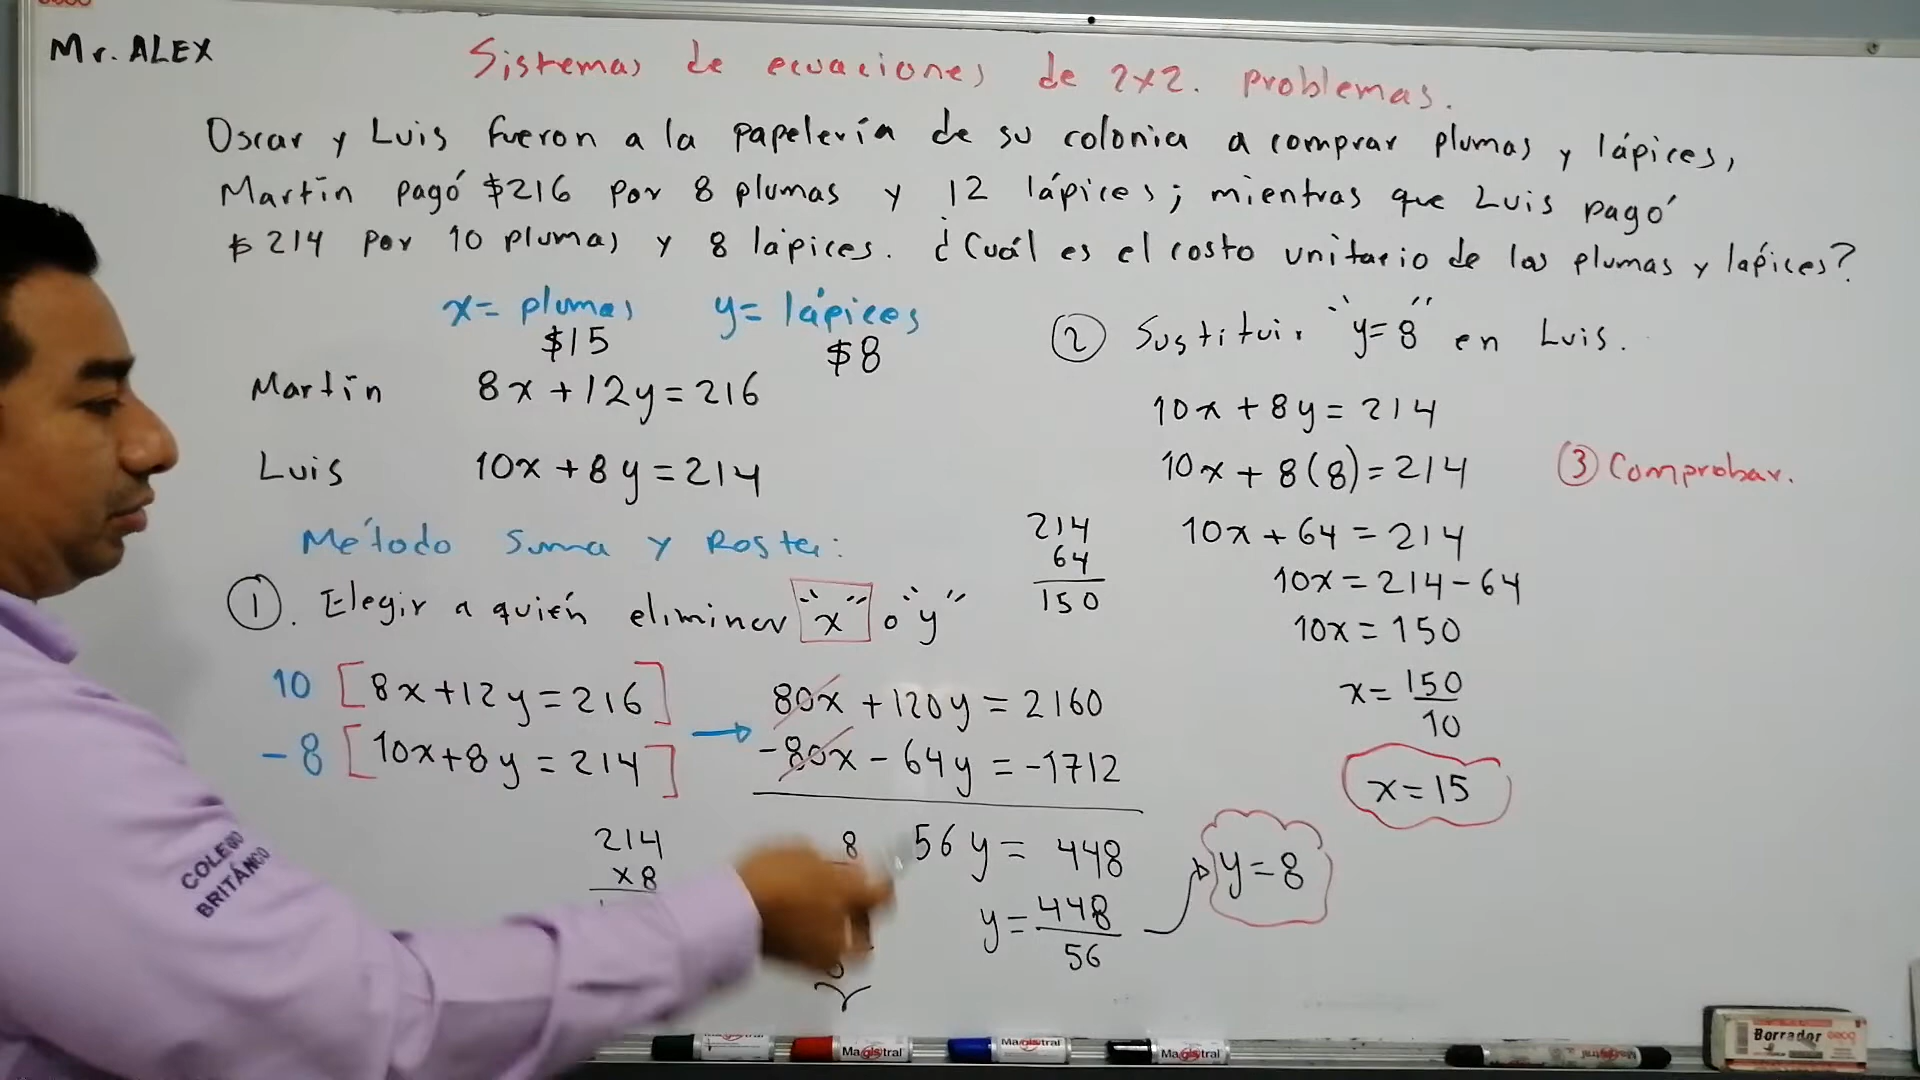 Mr. ALEX
Sistemas de ecuaciones de 2x2. problemas.
Oscar y Luis fueron a la papelería de su colonia a comprar plumas y lápices,
Martín pagó $216 por 8 plumas y 12 lápices; mientras que Luis pagó
$214 por 10 plumas y 8 lápices. ¿Cuál es el costo unitario de las plumas y lapíces?
x= plumas y= lápices
$15 $8
Martín 8x+12y=216
Luis 10x+8y=214
Método Suma y Resta:
①. Elegir a quién eliminar "x" o "y"
10 [8x+12y=216]
-8 [10x+8y=214]
80x+120y=2160
-80x-64y=-1712
56y=448
y=448
56
y=8
214
x8
8
② Sustituir "y=8" en Luis.
10x+8y=214
10x+8(8)=214
10x+64=214
10x=214-64
10x=150
x=150
10
x=15
214
64
150
③ Comprobar.
COLEGIO
BRITÁNICO
Magistral
Magistral
Magistral
Borrador